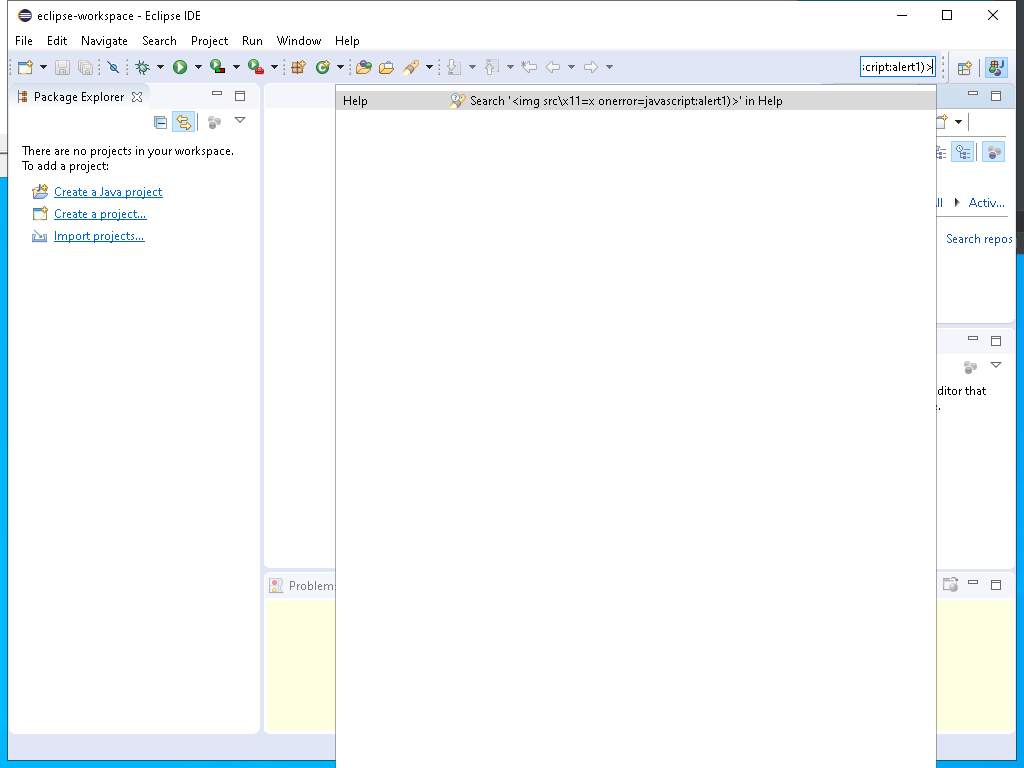 eclipse-workspace - Eclipse IDE
File Edit Navigate Search Project Run Window Help
:cript:alert1)>
Package Explorer
Help Search '<img src\x11=x onerror=javascript:alert1)>' in Help
There are no projects in your workspace.
To add a project:
Create a Java project
Create a project...
Import projects...
ll Activ...
Search repos
ditor that
Problem